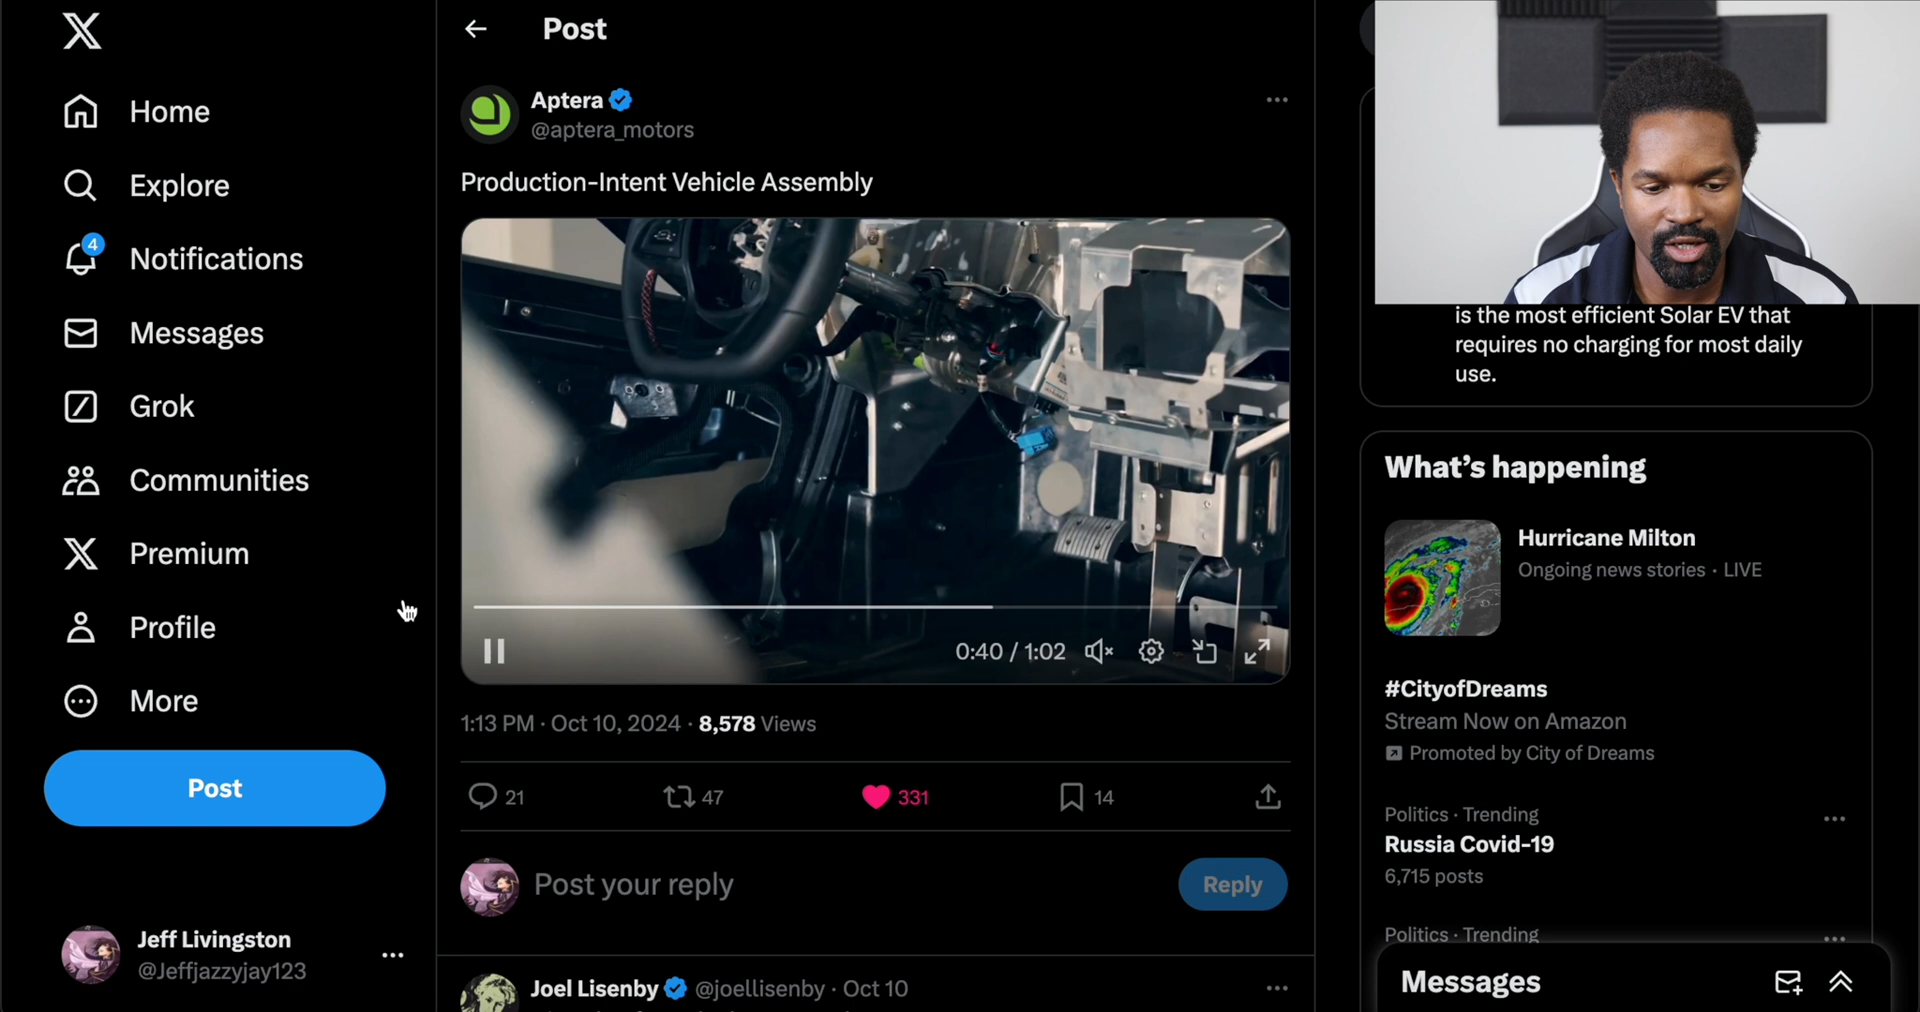 Home
Explore
4
Notifications
Messages
Grok
Communities
Premium
Profile
More
Post
Jeff Livingston
@Jeffjazzyjay123
Post
Aptera
@aptera_motors
Production-Intent Vehicle Assembly
0:40 / 1:02
1:13 PM · Oct 10, 2024 · 8,578 Views
21
47
331
14
Post your reply
Reply
Joel Lisenby @joellisenby · Oct 10
is the most efficient Solar EV that
requires no charging for most daily
use.
What’s happening
Hurricane Milton
Ongoing news stories · LIVE
#CityofDreams
Stream Now on Amazon
Promoted by City of Dreams
Politics · Trending
Russia Covid-19
6,715 posts
Politics · Trending
Messages